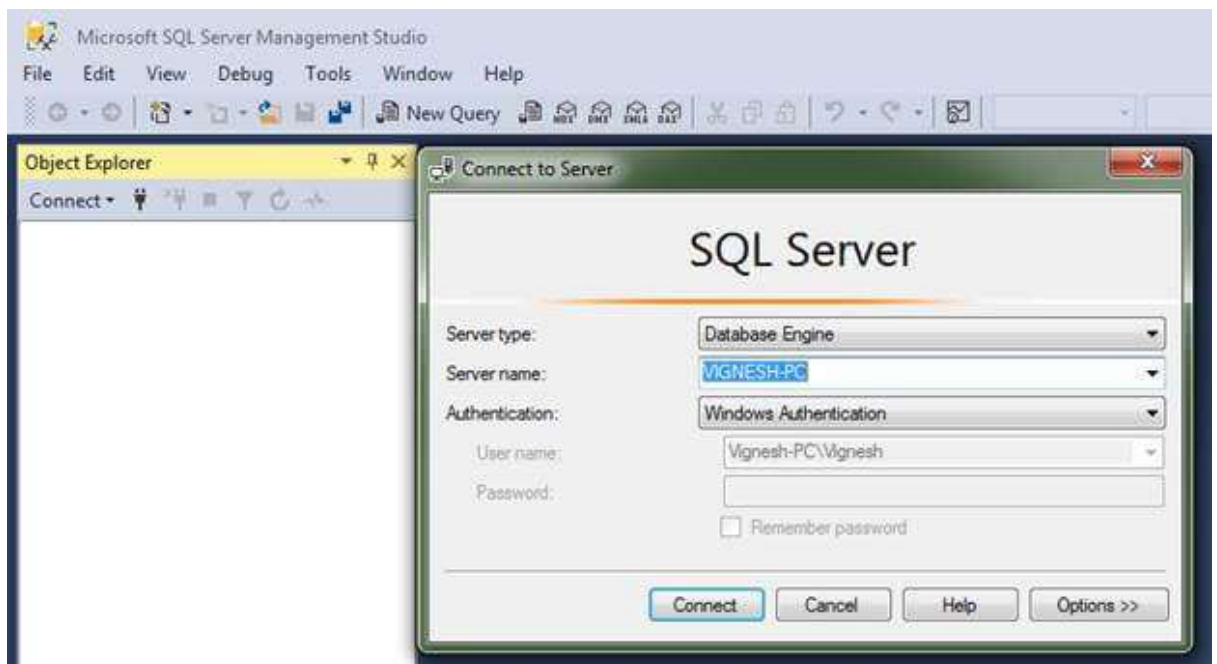 Microsoft SQL Server Management Studio
File Edit View Debug Tools Window Help
New Query
Object Explorer
Connect
Connect to Server
SQL Server
Server type: Database Engine
Server name: VIGNESH-PC
Authentication: Windows Authentication
User name: Vignesh-PC\Vignesh
Password:
Remember password
Connect Cancel Help Options >>